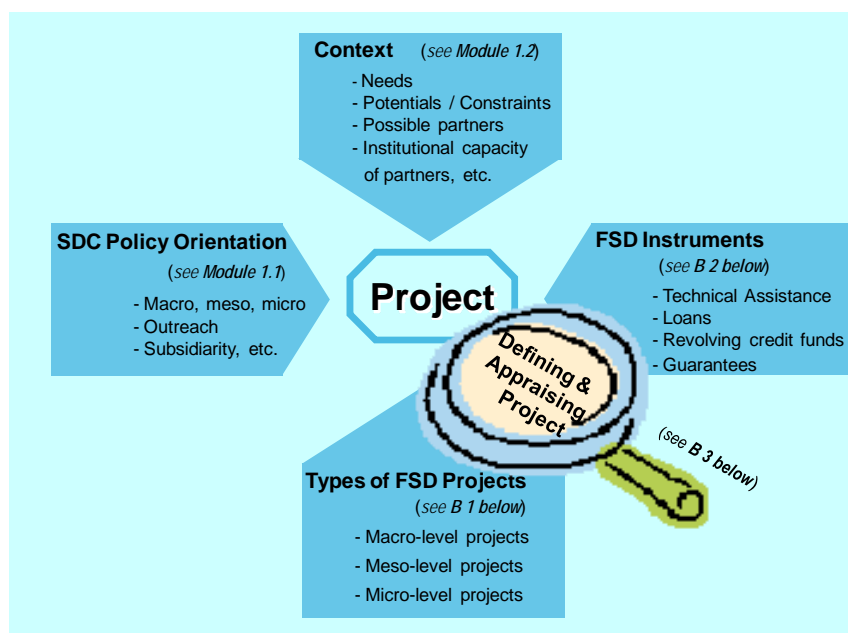 Context (see Module 1.2)
- Needs
- Potentials / Constraints
- Possible partners
- Institutional capacity
of partners, etc.
SDC Policy Orientation
(see Module 1.1)
- Macro, meso, micro
- Outreach
- Subsidiarity, etc.
Project
FSD Instruments
(see B 2 below)
- Technical Assistance
- Loans
- Revolving credit funds
- Guarantees
Defining &
Appraising
Project
(see B 3 below)
Types of FSD Projects
(see B 1 below)
- Macro-level projects
- Meso-level projects
- Micro-level projects